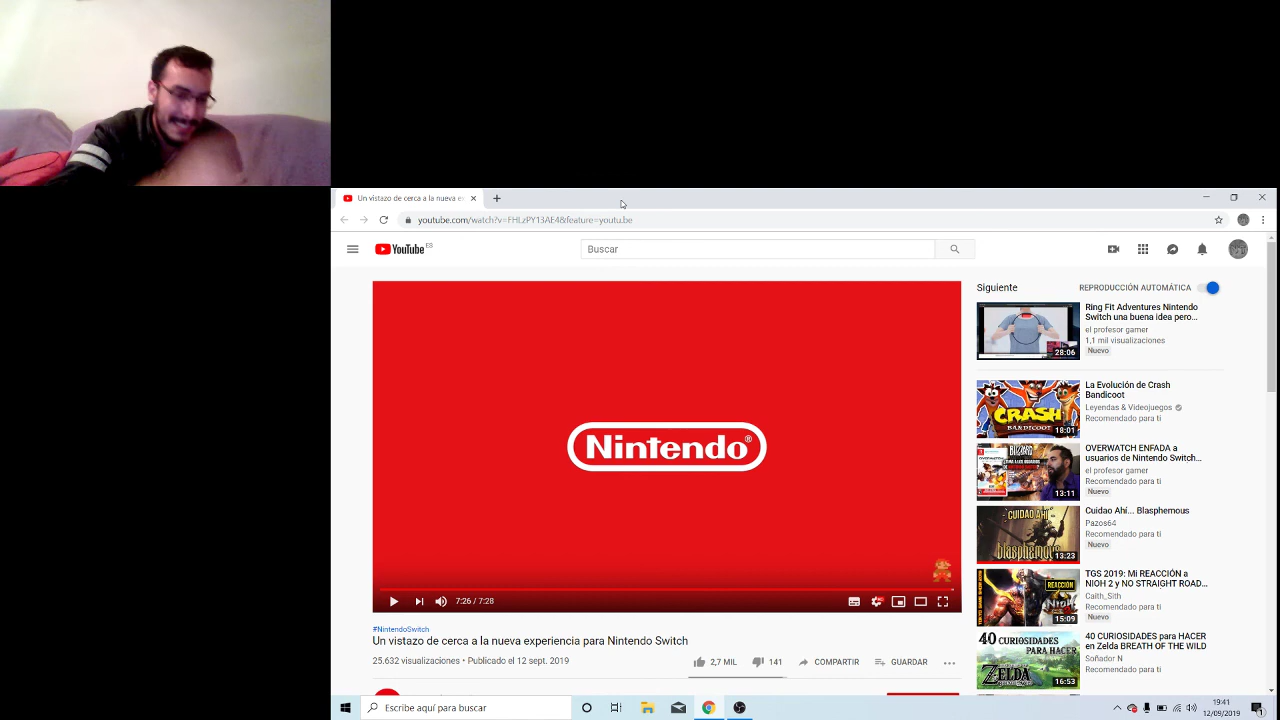 Un vistazo de cerca a la nueva e
youtube.com/watch?v=FHLzPY13AE4&feature=youtu.be
YouTube ES
Buscar
Nintendo®
7:26 / 7:28
#NintendoSwitch
Un vistazo de cerca a la nueva experiencia para Nintendo Switch
25.632 visualizaciones • Publicado el 12 sept. 2019
2,7 MIL
141
COMPARTIR
GUARDAR
Siguiente
REPRODUCCIÓN AUTOMÁTICA
Ring Fit Adventures Nintendo
Switch una buena idea pero...
el profesor gamer
1,1 mil visualizaciones
Nuevo
28:06
La Evolución de Crash
Bandicoot
Leyendas & Videojuegos
Recomendado para ti
CRASH
BANDICOOT
18:01
OVERWATCH ENFADA a
usuarios de Nintendo Switch...
el profesor gamer
Recomendado para ti
Nuevo
BLIZZARD
13:11
Cuidao Ahí... Blasphemous
Pazos64
Recomendado para ti
Nuevo
CUIDAO AHÍ
blasphemous
13:23
TGS 2019: Mi REACCIÓN a
NIOH 2 y NO STRAIGHT ROAD...
Caith_Sith
Recomendado para ti
Nuevo
REACCIÓN
NIOH
15:09
40 CURIOSIDADES para HACER
en Zelda BREATH OF THE WILD
Soñador N
Recomendado para ti
40 CURIOSIDADES
PARA HACER
ZELDA
16:53
Escribe aquí para buscar
19:41
12/09/2019
1